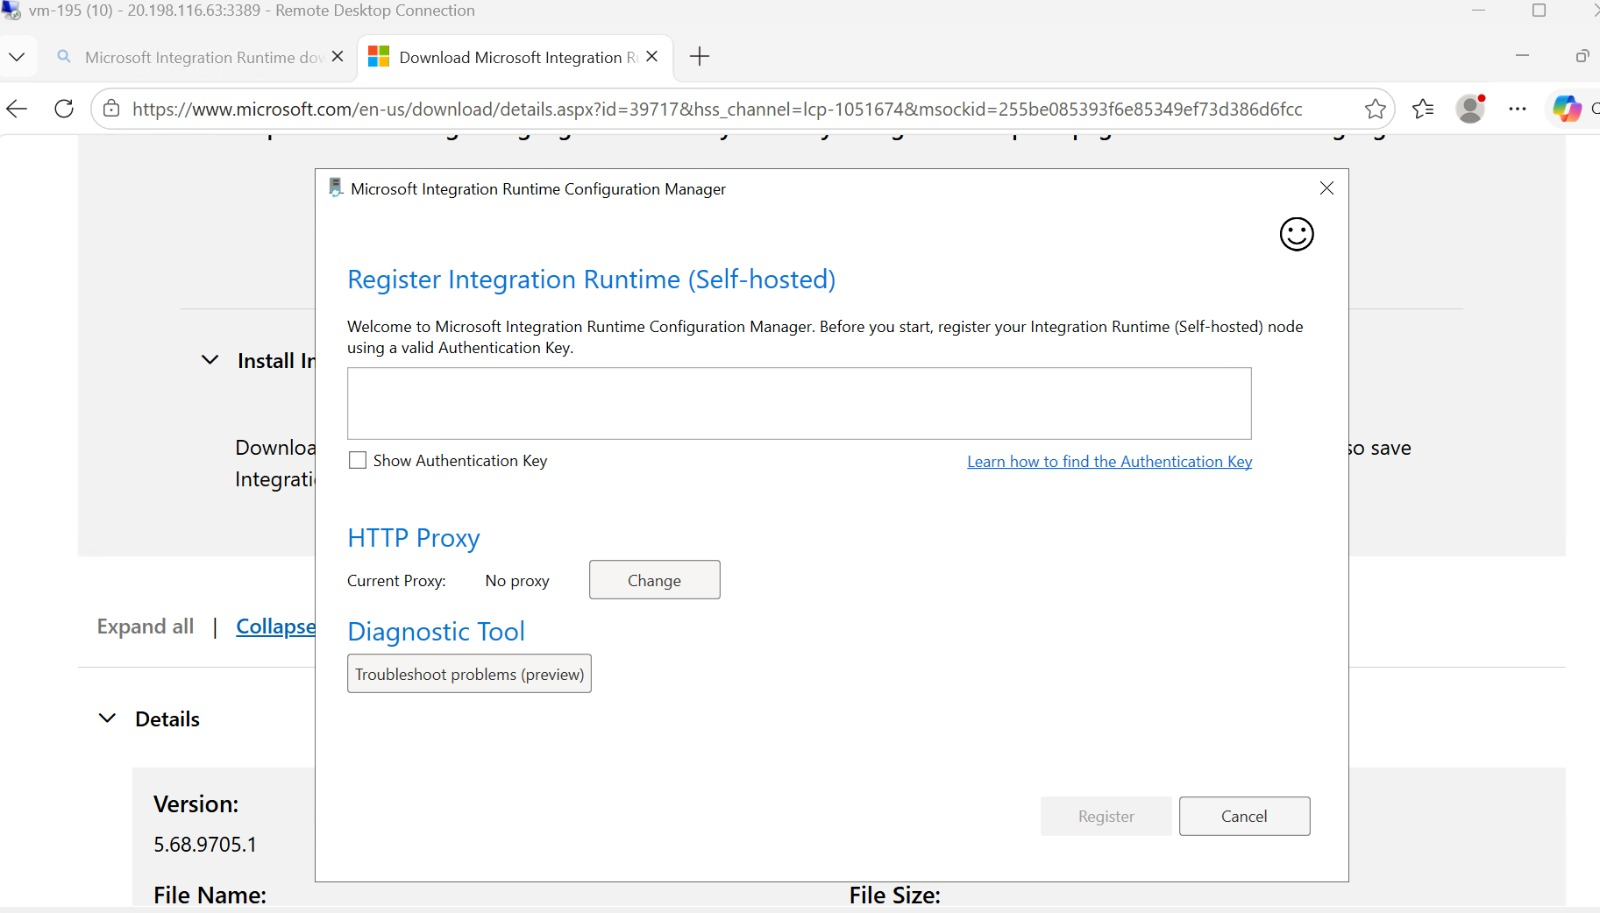 vm-195 (10) - 20.198.116.63:3389 - Remote Desktop Connection
Microsoft Integration Runtime dov
Download Microsoft Integration Ru
https://www.microsoft.com/en-us/download/details.aspx?id=39717&hss_channel=lcp-1051674&msockid=255be085393f6e85349ef73d386d6fcc
Microsoft Integration Runtime Configuration Manager
Register Integration Runtime (Self-hosted)
Welcome to Microsoft Integration Runtime Configuration Manager. Before you start, register your Integration Runtime (Self-hosted) node
using a valid Authentication Key.
Install In
Downloa
so save
Integrati
Show Authentication Key
Learn how to find the Authentication Key
HTTP Proxy
Current Proxy: No proxy Change
Expand all | Collapse
Diagnostic Tool
Troubleshoot problems (preview)
Details
Version:
5.68.9705.1
Register Cancel
File Name:
File Size: